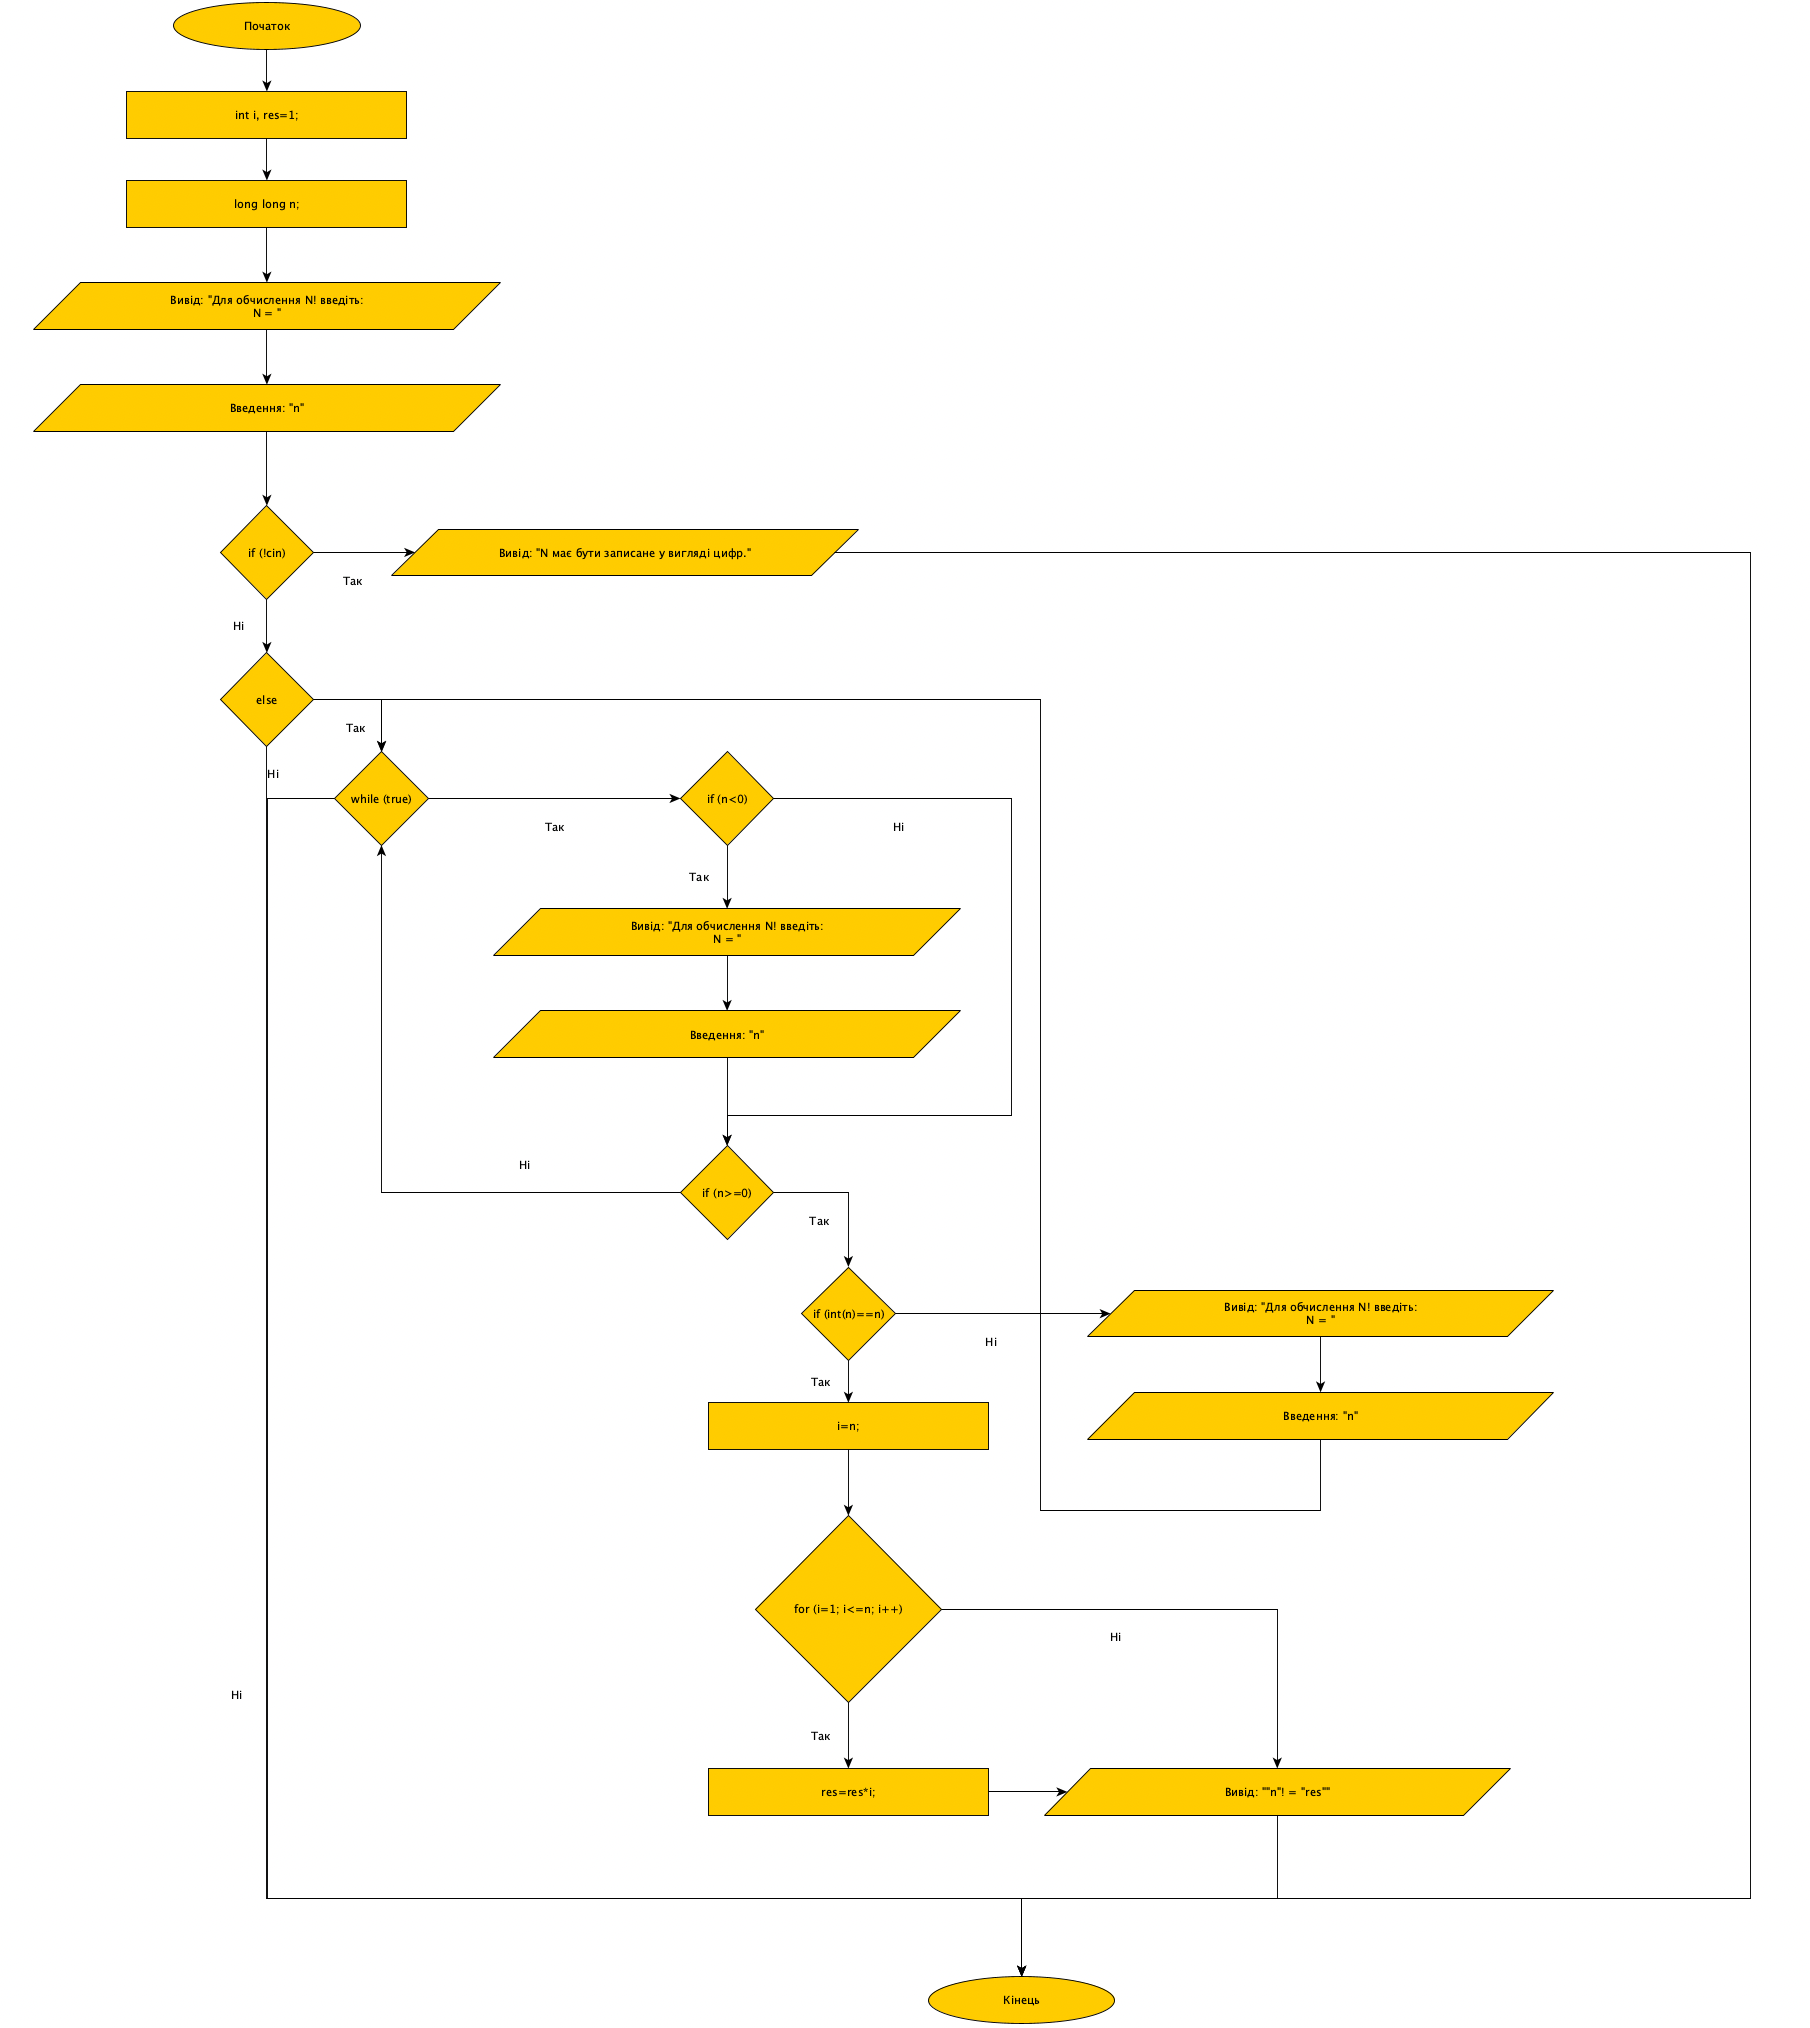 Початок
int i, res=1;
long long n;
Вивід: "Для обчислення N! введіть:
N = "
Введення: "n"
if (!cin)
Вивід: "N має бути записане у вигляді цифр."
Так
Ні
else
Так
Ні
while (true)
if (n<0)
Так
Ні
Так
Вивід: "Для обчислення N! введіть:
N = "
Введення: "n"
Ні
if (n>=0)
Так
if (int(n)==n)
Вивід: "Для обчислення N! введіть:
N = "
Ні
Так
i=n;
Введення: "n"
for (i=1; i<=n; i++)
Ні
Ні
Так
res=res*i;
Вивід: ""n"! = "res""
Кінець